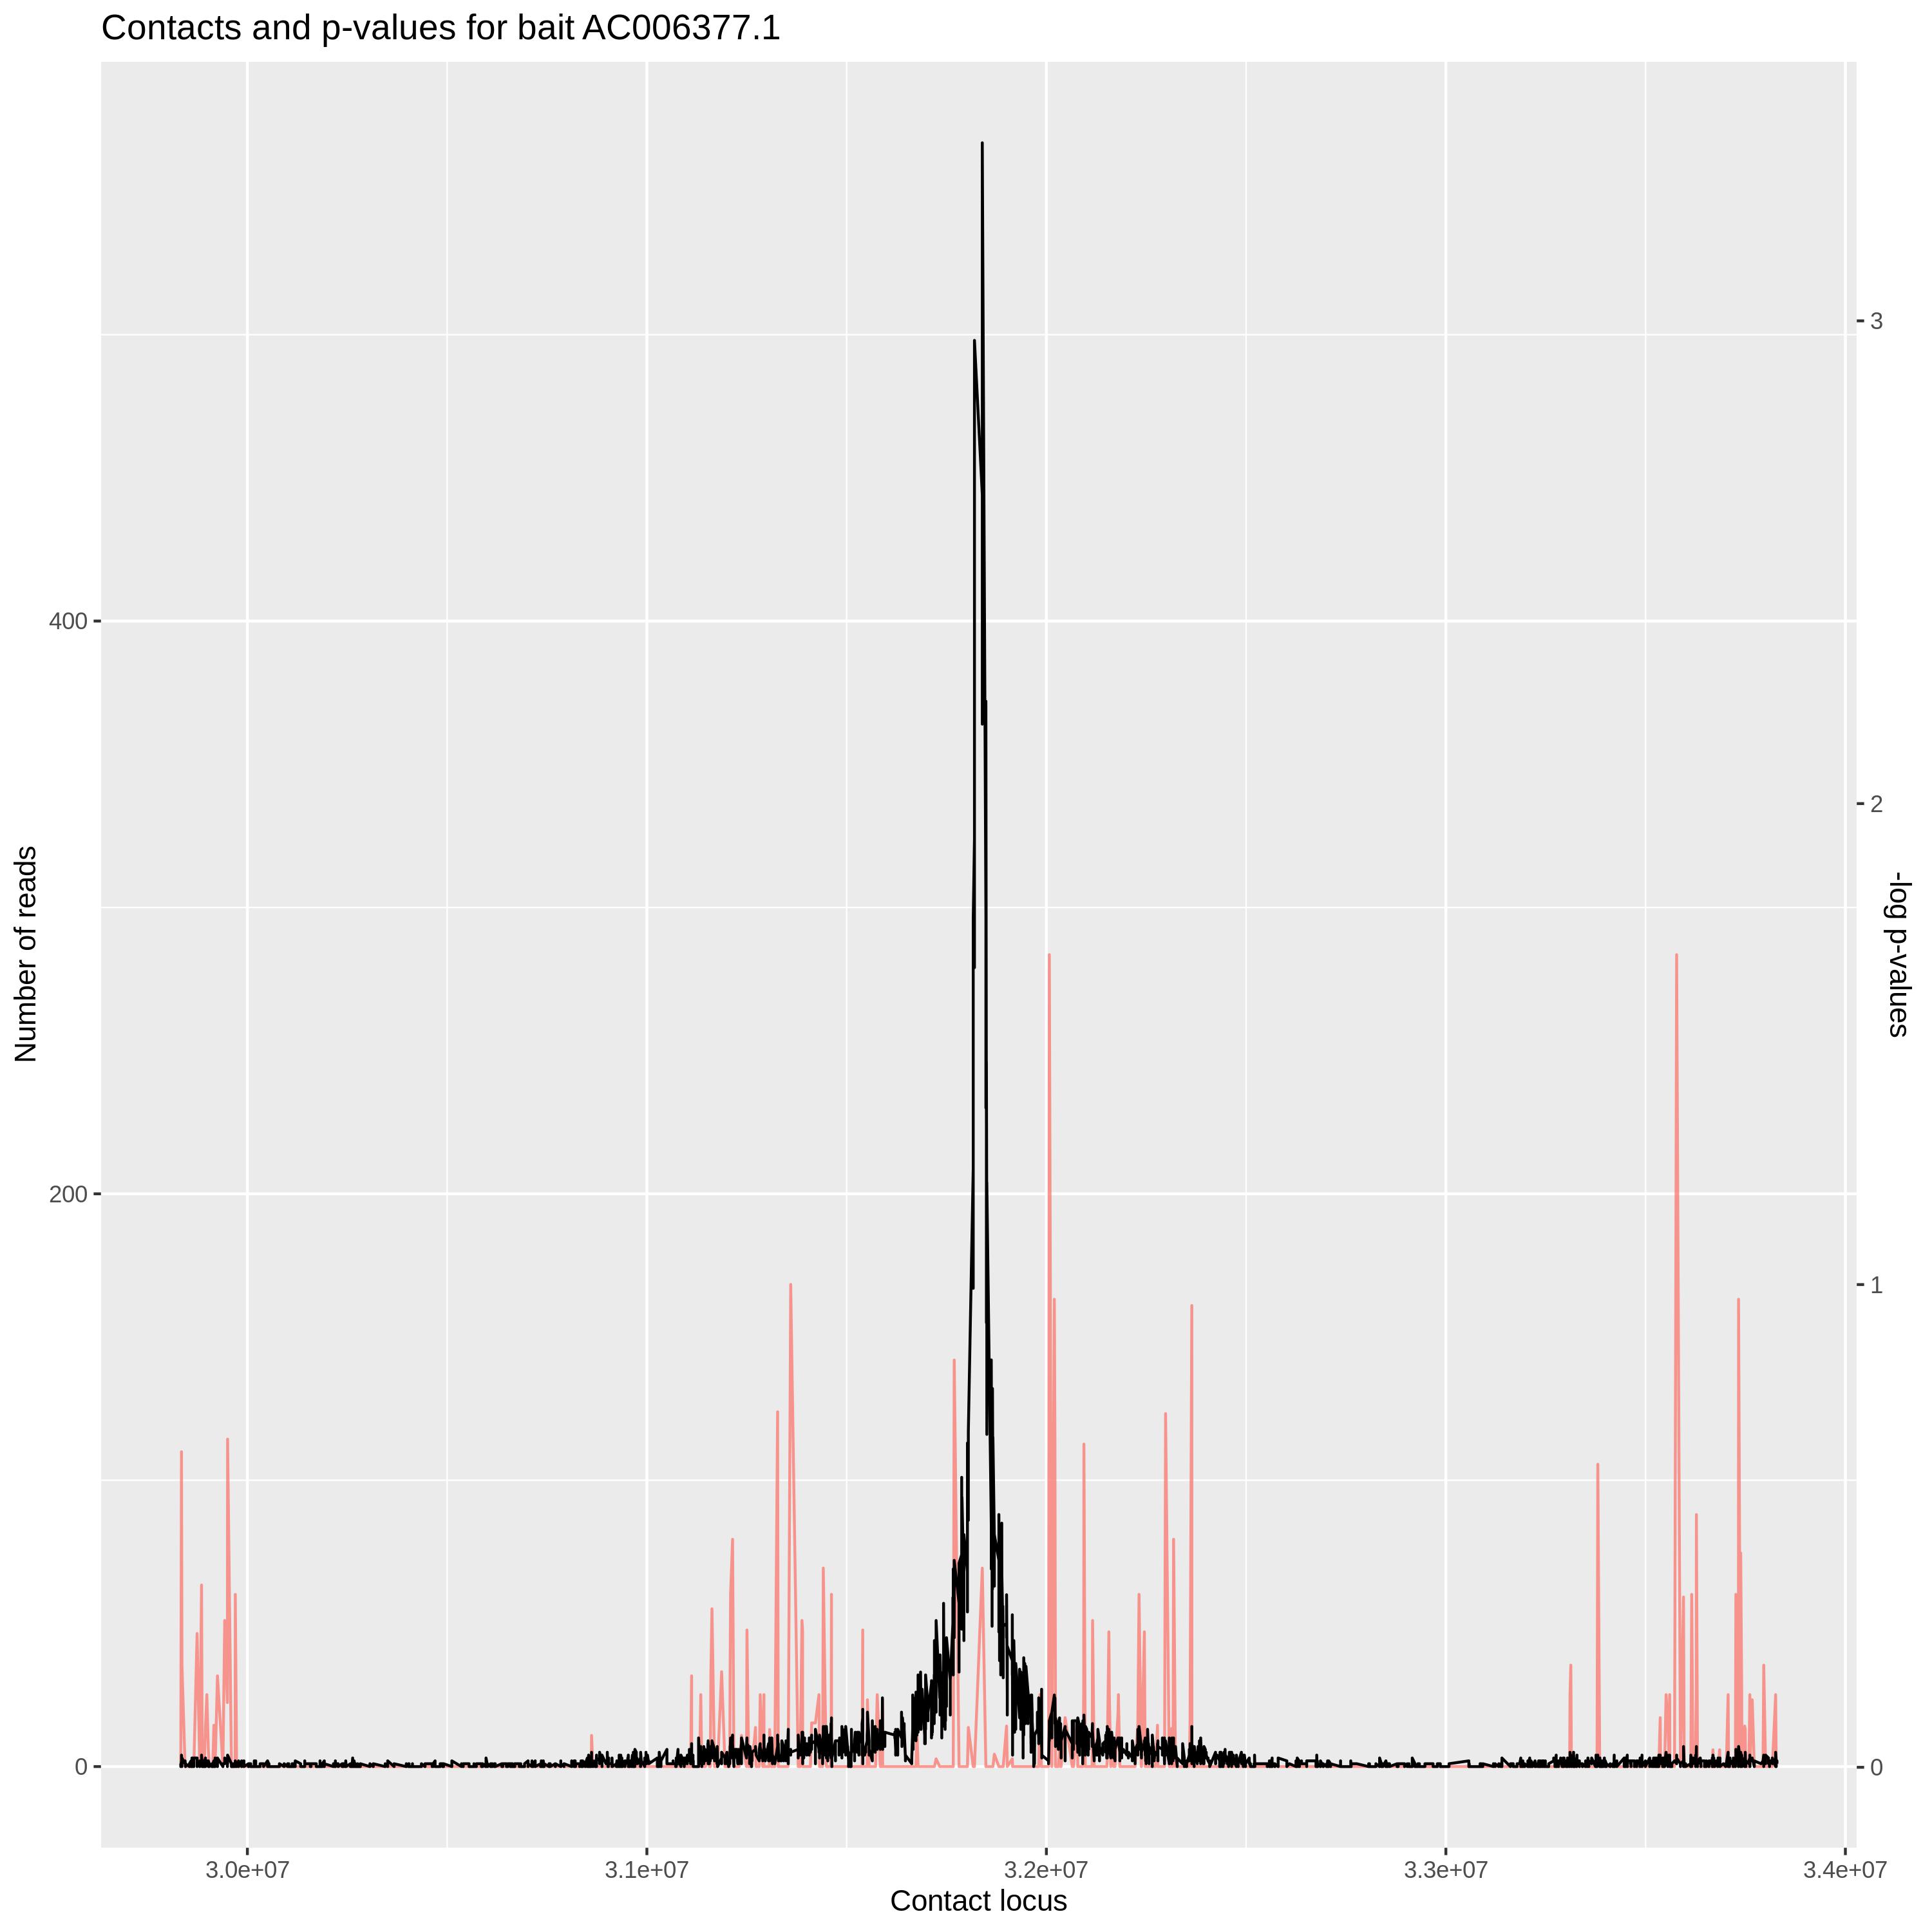 Contacts and p-values for bait AC006377.1
Number of reads
400
200
0
3
2
1
0
-log p-values
3.0e+07 3.1e+07 3.2e+07 3.3e+07 3.4e+07
Contact locus